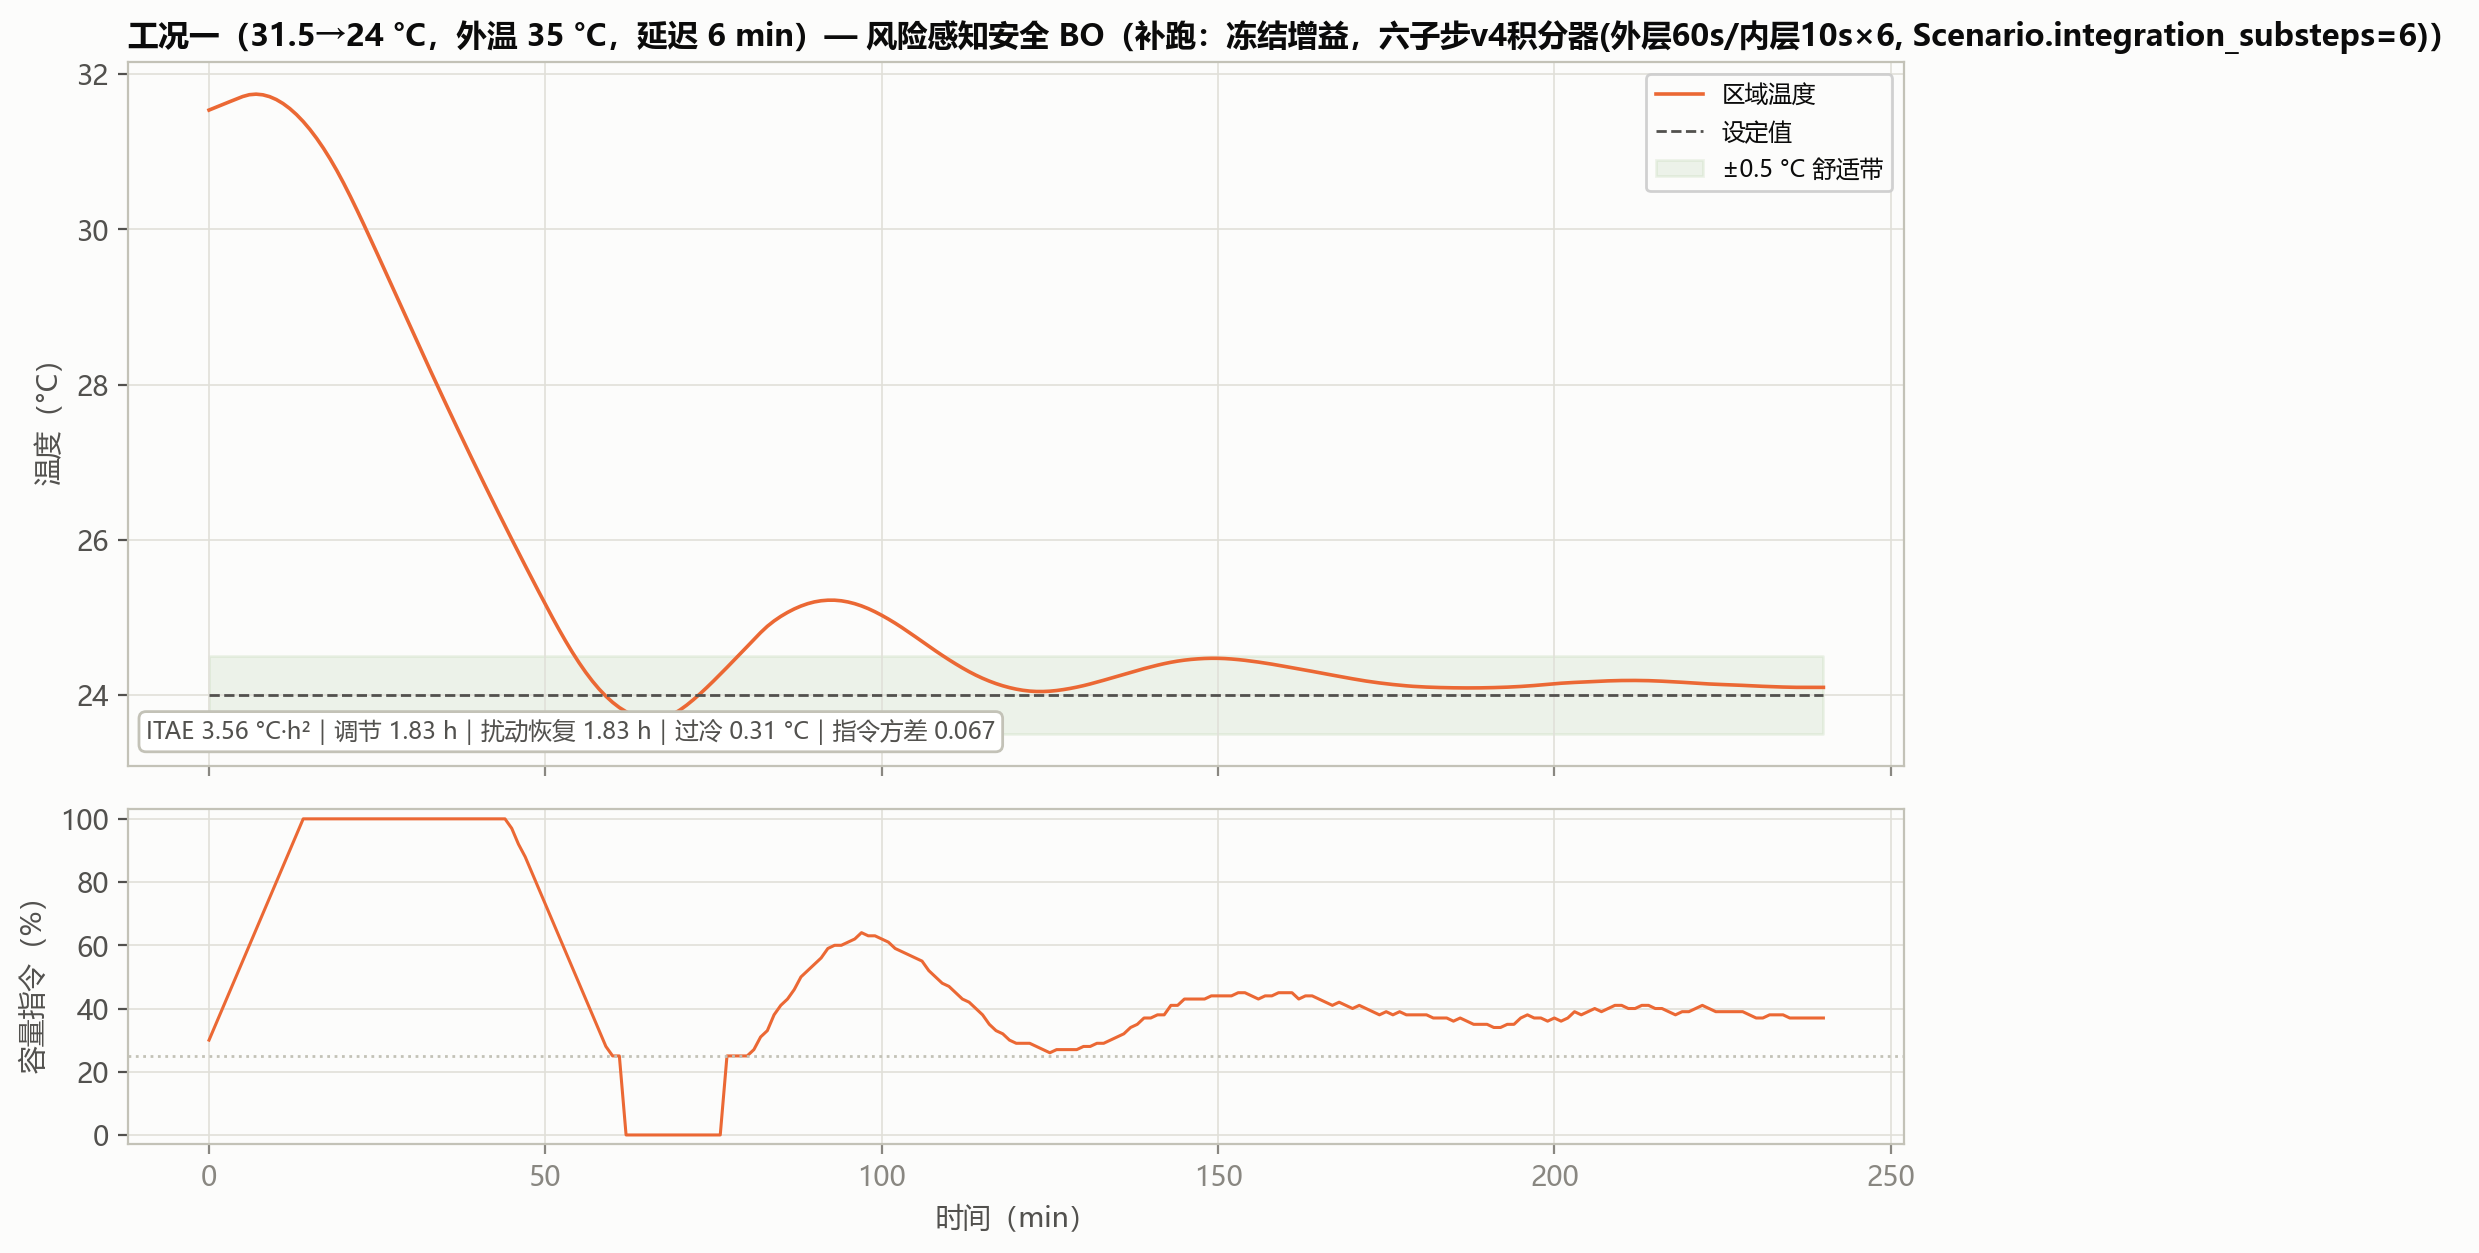 工况一（31.5→24 °C，外温 35 °C，延迟 6 min）— 风险感知安全 BO（补跑：冻结增益，六子步v4积分器(外层60s/内层10s×6, Scenario.integration_substeps=6)）
区域温度
设定值
±0.5 °C 舒适带
温度（°C）
32
30
28
26
24
ITAE 3.56 °C·h² | 调节 1.83 h | 扰动恢复 1.83 h | 过冷 0.31 °C | 指令方差 0.067
容量指令（%）
100
80
60
40
20
0
0 50 100 150 200 250
时间（min）